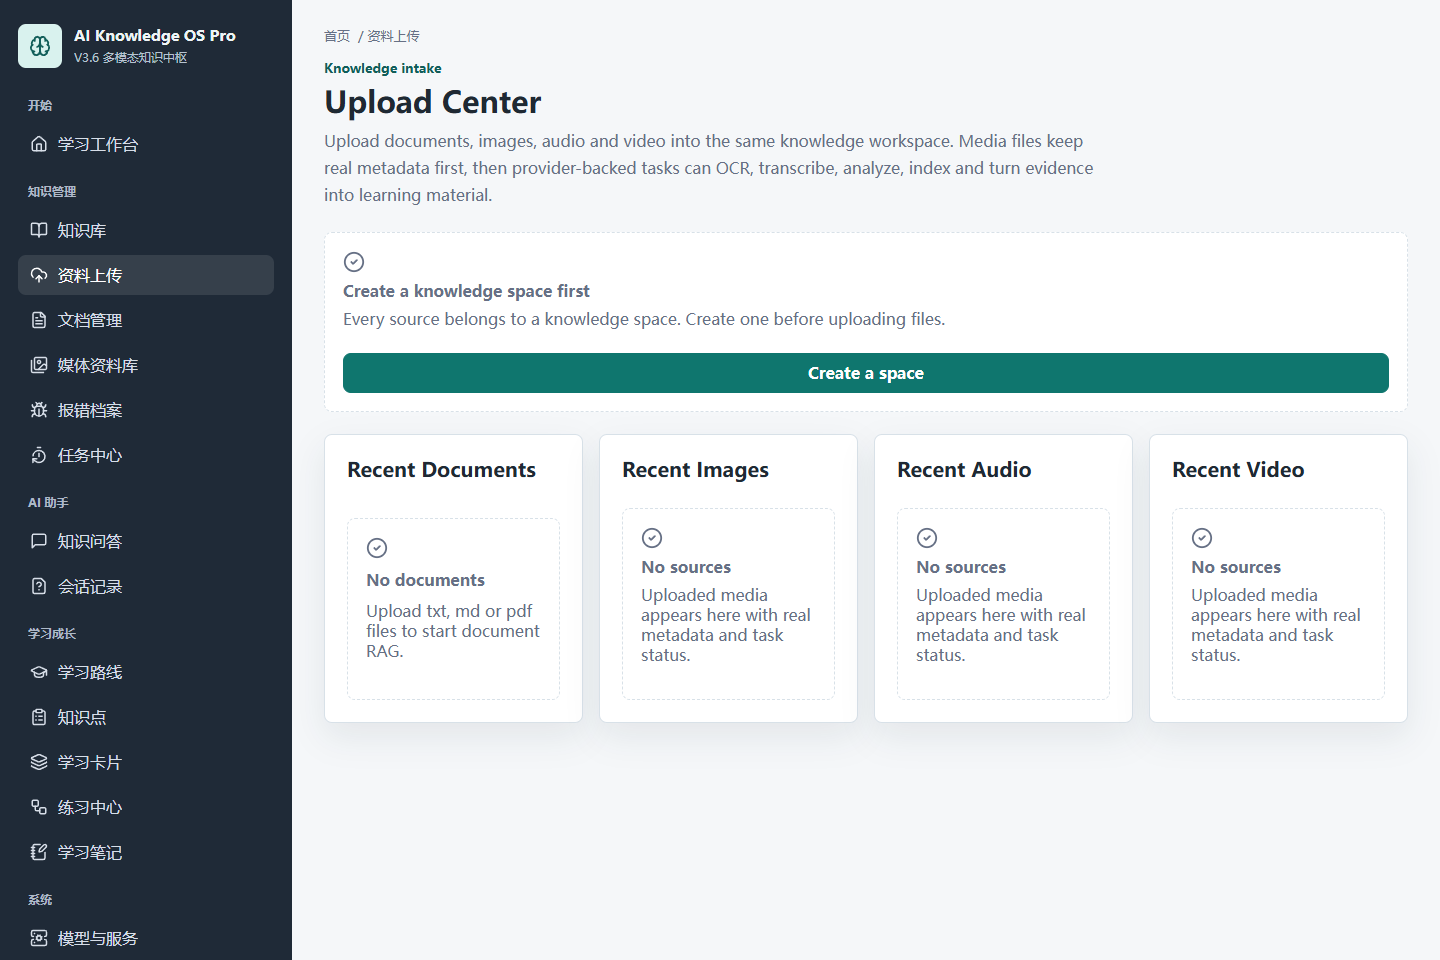 AI Knowledge OS Pro
V3.6 多模态知识中枢
开始
学习工作台
知识管理
知识库
资料上传
文档管理
媒体资料库
报错档案
任务中心
AI 助手
知识问答
会话记录
学习成长
学习路线
知识点
学习卡片
练习中心
学习笔记
系统
模型与服务
首页 / 资料上传
Knowledge intake
Upload Center
Upload documents, images, audio and video into the same knowledge workspace. Media files keep
real metadata first, then provider-backed tasks can OCR, transcribe, analyze, index and turn evidence
into learning material.
Create a knowledge space first
Every source belongs to a knowledge space. Create one before uploading files.
Create a space
Recent Documents
No documents
Upload txt, md or pdf
files to start document
RAG.
Recent Images
No sources
Uploaded media
appears here with real
metadata and task
status.
Recent Audio
No sources
Uploaded media
appears here with real
metadata and task
status.
Recent Video
No sources
Uploaded media
appears here with real
metadata and task
status.